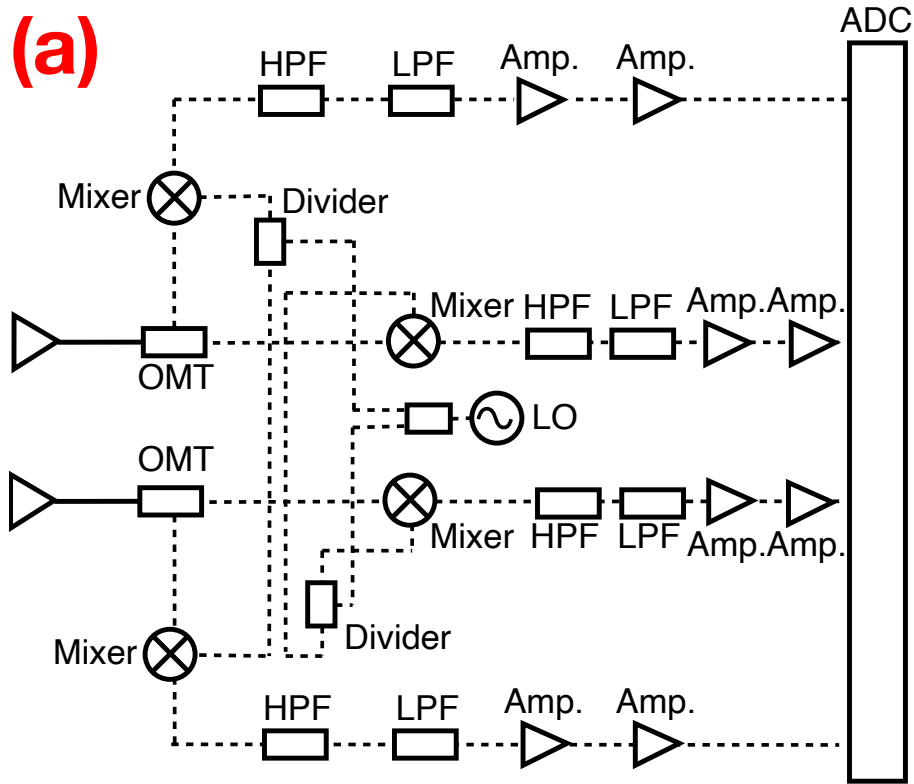 (a)
ADC
HPF LPF Amp. Amp.
Mixer
Divider
Mixer HPF LPF Amp. Amp.
OMT
LO
OMT
Mixer HPF LPF Amp. Amp.
Mixer
Divider
HPF LPF Amp. Amp.